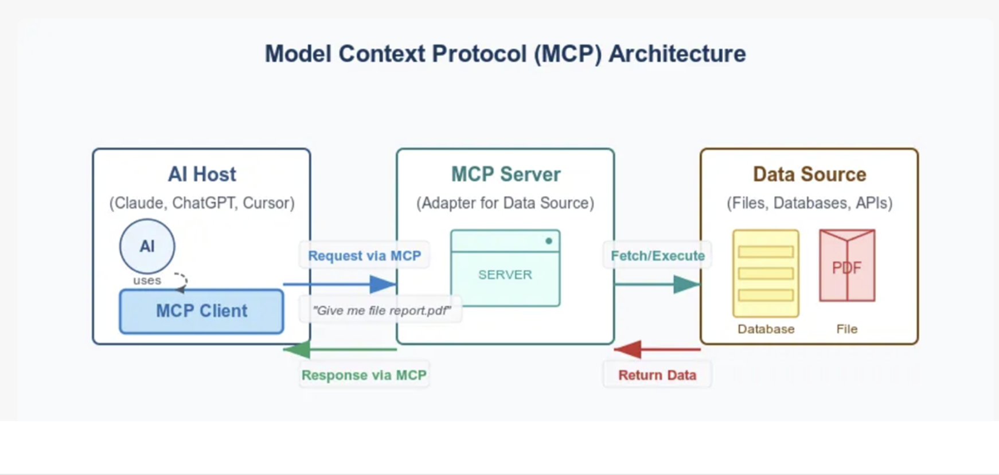 Model Context Protocol (MCP) Architecture
AI Host
(Claude, ChatGPT, Cursor)
AI
uses
MCP Client
Request via MCP
"Give me file report.pdf"
Response via MCP
MCP Server
(Adapter for Data Source)
SERVER
Fetch/Execute
Return Data
Data Source
(Files, Databases, APIs)
PDF
Database
File